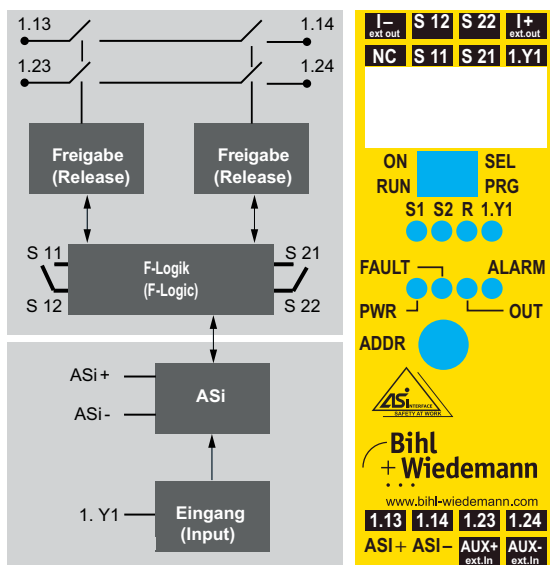 1.13 1.14
1.23 1.24
Freigabe
(Release)
Freigabe
(Release)
S 11 S 21
F-Logik
(F-Logic)
S 12 S 22
ASi+
ASi
ASi-
1. Y1
Eingang
(Input)
I- S 12 S 22 I+
ext out ext.out
NC S 11 S 21 1.Y1
ON SEL
RUN PRG
S1 S2 R 1.Y1
FAULT ALARM
PWR OUT
ADDR
ASi INTERFACE
SAFETY AT WORK
Bihl
+ Wiedemann
www.bihl-wiedemann.com
1.13 1.14 1.23 1.24
ASI+ ASI- AUX+ AUX-
ext.In ext.In